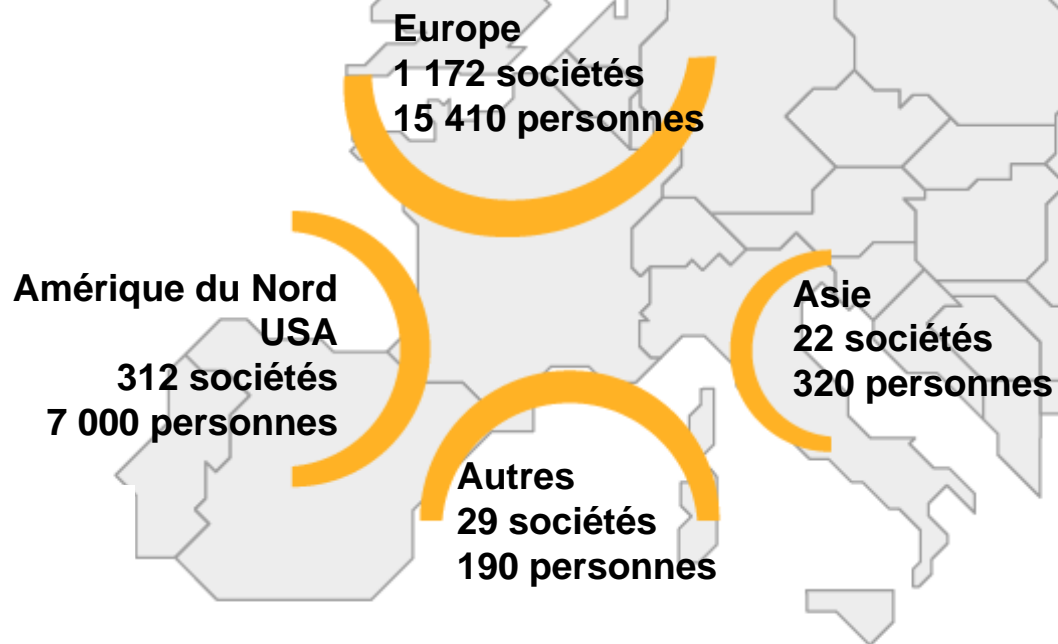 Europe
1 172 sociétés
15 410 personnes
Amérique du Nord
USA
312 sociétés
7 000 personnes
Asie
22 sociétés
320 personnes
Autres
29 sociétés
190 personnes